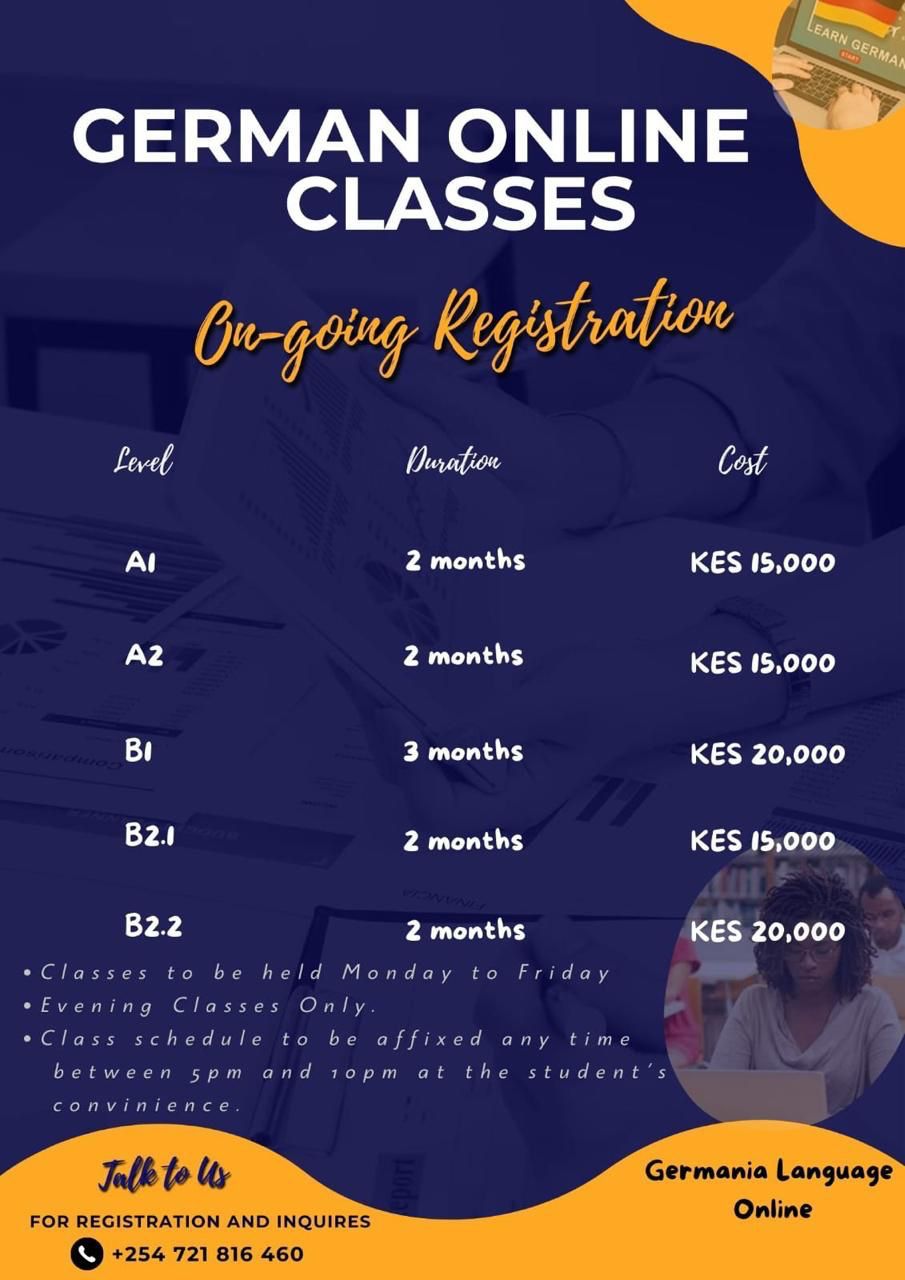 LEARN GERMAN
START
GERMAN ONLINE
CLASSES
On-going Registration
Level Duration Cost
A1 2 months KES 15,000
A2 2 months KES 15,000
B1 3 months KES 20,000
B2.1 2 months KES 15,000
B2.2 2 months KES 20,000
• Classes to be held Monday to Friday
• Evening Classes Only.
• Class schedule to be affixed any time
between 5pm and 10pm at the student's
convinience.
Talk to Us
FOR REGISTRATION AND INQUIRES
+254 721 816 460
Germania Language
Online